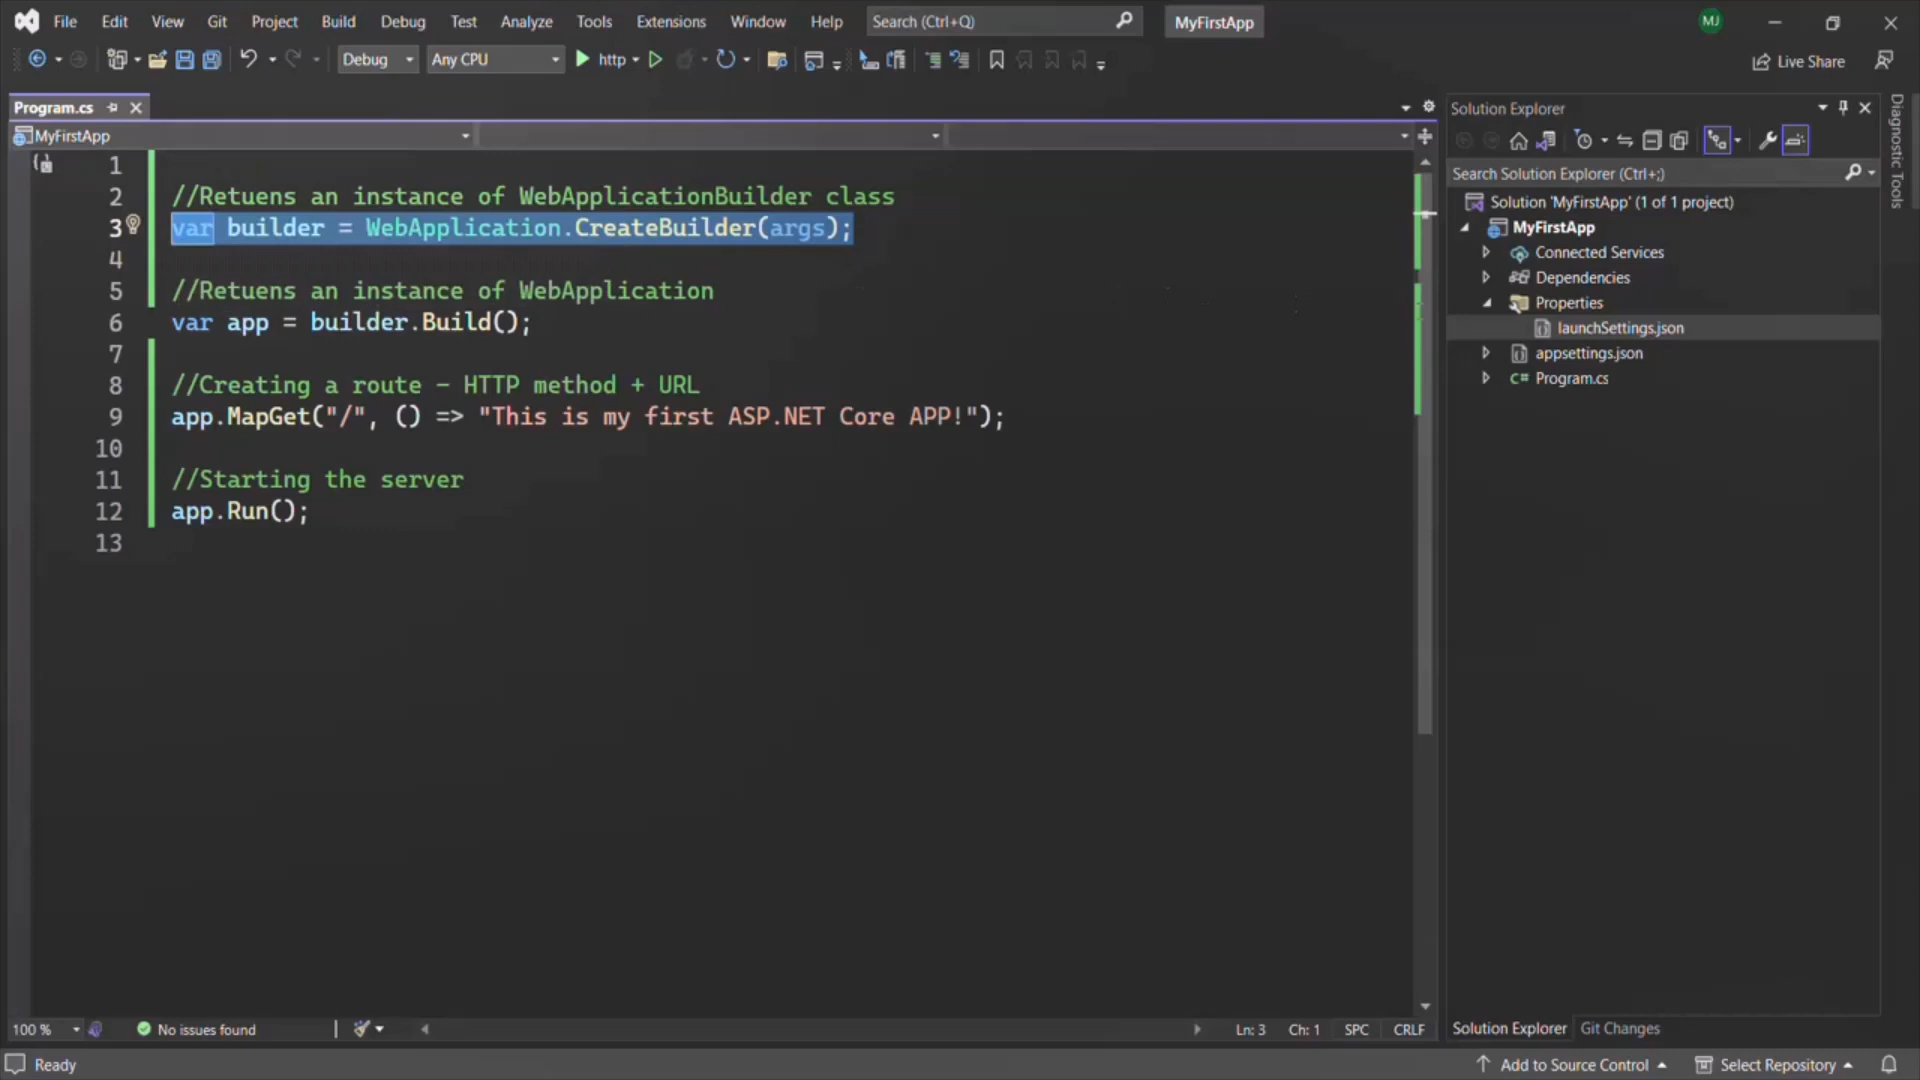 File Edit View Git Project Build Debug Test Analyze Tools Extensions Window Help Search (Ctrl+Q) MyFirstApp MJ
Debug Any CPU http Live Share
Program.cs
MyFirstApp
1
2 //Retuens an instance of WebApplicationBuilder class
3 var builder = WebApplication.CreateBuilder(args);
4
5 //Retuens an instance of WebApplication
6 var app = builder.Build();
7
8 //Creating a route - HTTP method + URL
9 app.MapGet("/", () => "This is my first ASP.NET Core APP!");
10
11 //Starting the server
12 app.Run();
13
100 % No issues found Ln: 3 Ch: 1 SPC CRLF
Solution Explorer
Search Solution Explorer (Ctrl+;)
Solution 'MyFirstApp' (1 of 1 project)
MyFirstApp
Connected Services
Dependencies
Properties
launchSettings.json
appsettings.json
C# Program.cs
Solution Explorer Git Changes
Diagnostic Tools
Ready Add to Source Control Select Repository